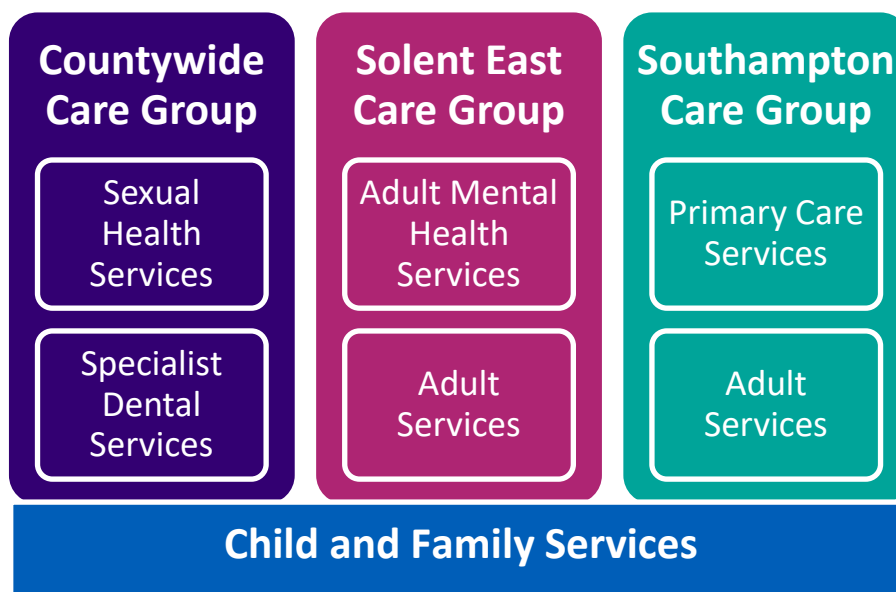 Countywide
Care Group
Sexual
Health
Services
Specialist
Dental
Services
Solent East
Care Group
Adult Mental
Health
Services
Adult
Services
Southampton
Care Group
Primary Care
Services
Adult
Services
Child and Family Services